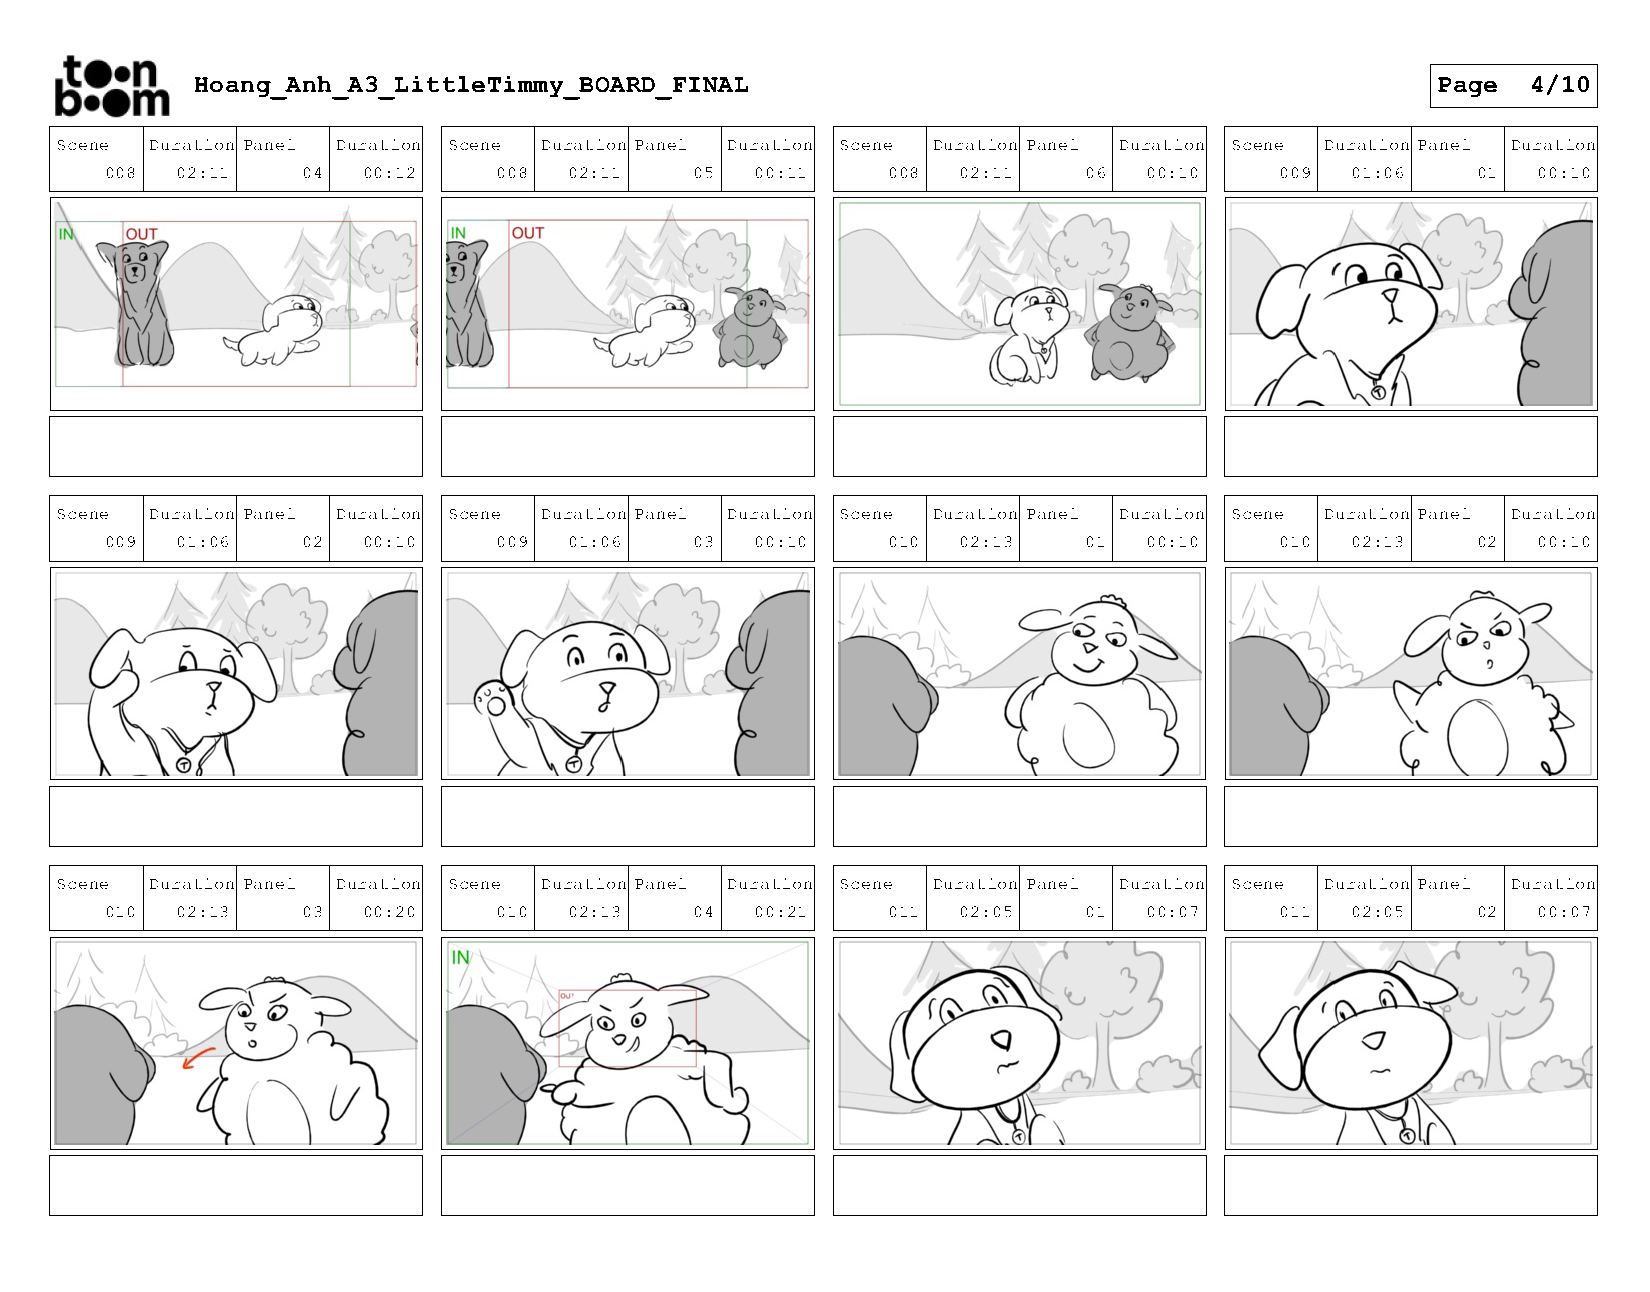 toon
boom
Hoang_Anh_A3_LittleTimmy_BOARD_FINAL
Page 4/10
Scene Duration Panel Duration Scene Duration Panel Duration Scene Duration Panel Duration Scene Duration Panel Duration
008 02:11 04 00:12 008 02:11 05 00:11 008 02:11 06 00:10 009 01:06 01 00:10
IN OUT IN OUT
Scene Duration Panel Duration Scene Duration Panel Duration Scene Duration Panel Duration Scene Duration Panel Duration
009 01:06 02 00:10 009 01:06 03 00:10 010 02:13 01 00:10 010 02:13 02 00:10
T T
Scene Duration Panel Duration Scene Duration Panel Duration Scene Duration Panel Duration Scene Duration Panel Duration
010 02:13 03 00:20 010 02:13 04 00:21 011 02:05 01 00:07 011 02:05 02 00:07
IN
OUT
T T